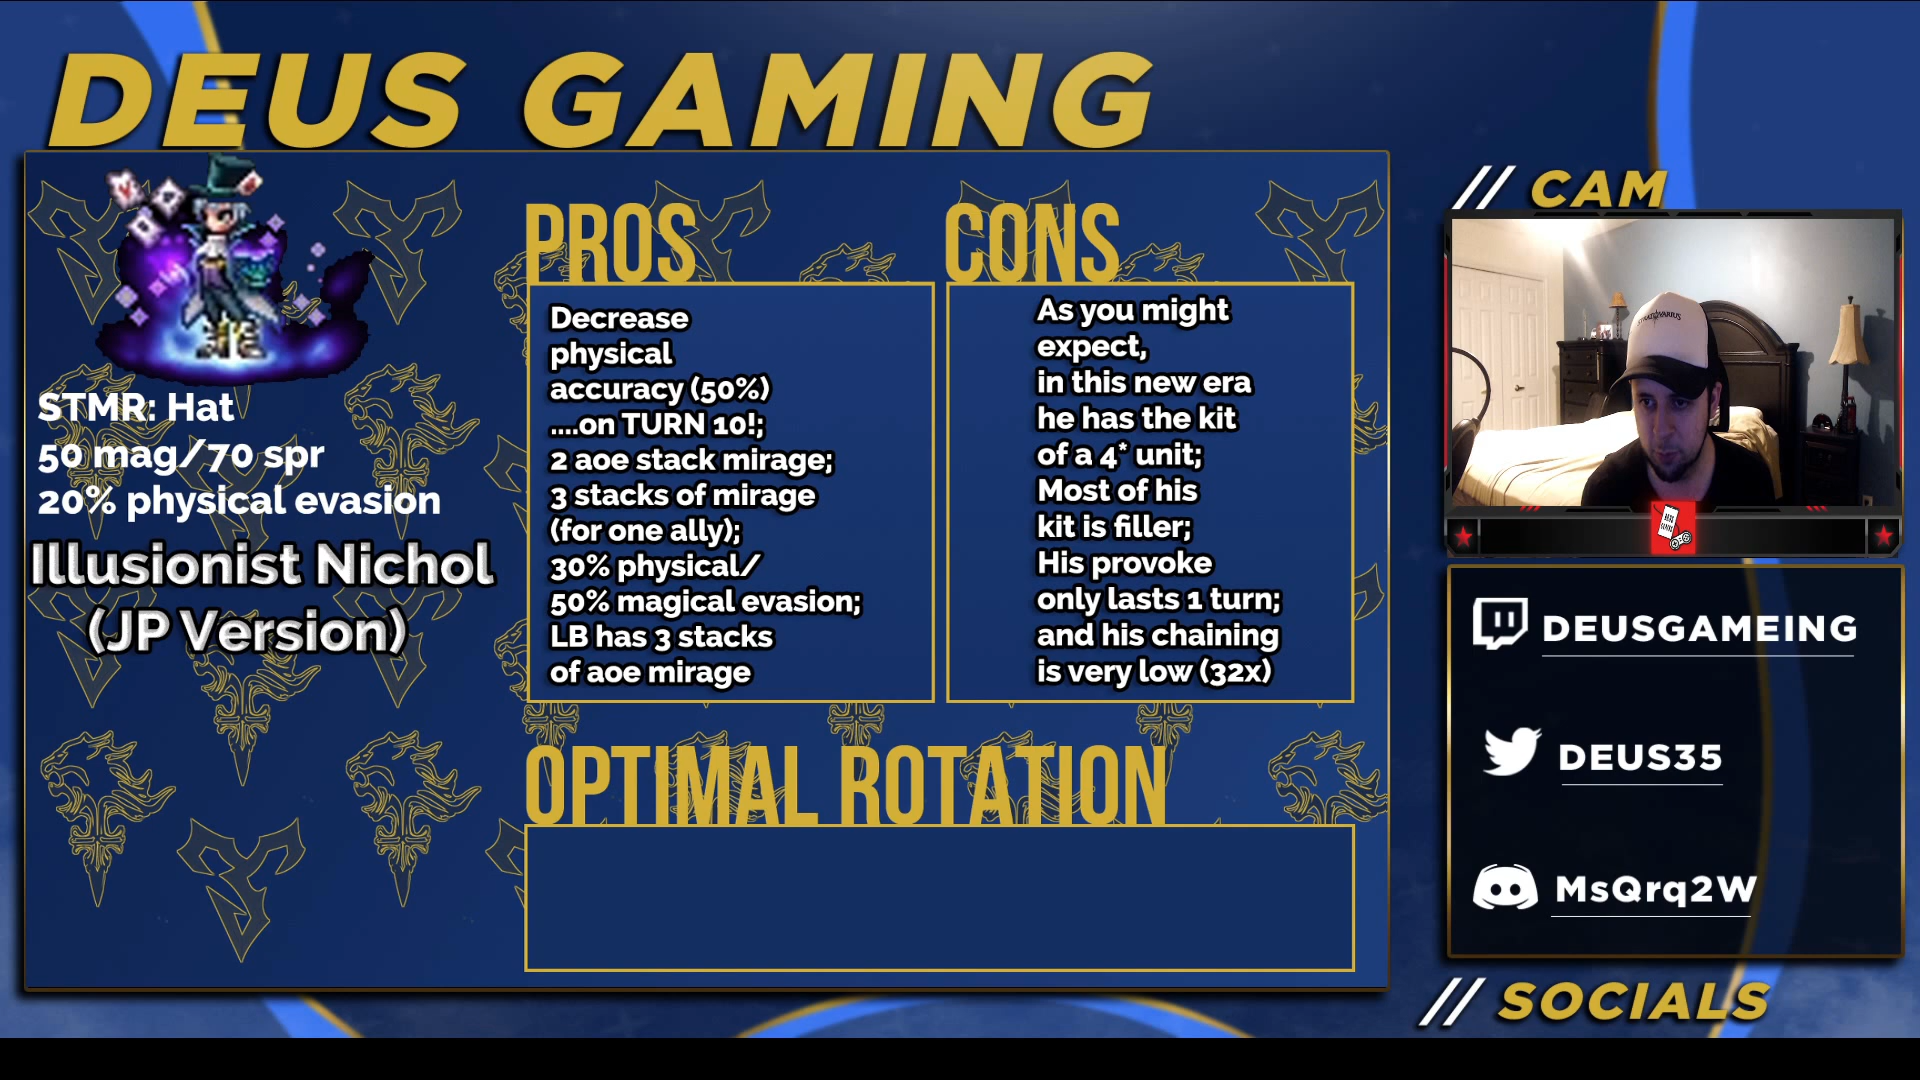 DEUS GAMING
STMR: Hat
50 mag/70 spr
20% physical evasion
Illusionist Nichol
(JP Version)
PROS
Decrease
physical
accuracy (50%)
....on TURN 10!;
2 aoe stack mirage;
3 stacks of mirage
(for one ally);
30% physical/
50% magical evasion;
LB has 3 stacks
of aoe mirage
CONS
As you might
expect,
in this new era
he has the kit
of a 4* unit;
Most of his
kit is filler;
His provoke
only lasts 1 turn;
and his chaining
is very low (32x)
OPTIMAL ROTATION
// CAM
STRATOVARIUS
DEUSGAMEING
DEUS35
MsQrq2W
// SOCIALS